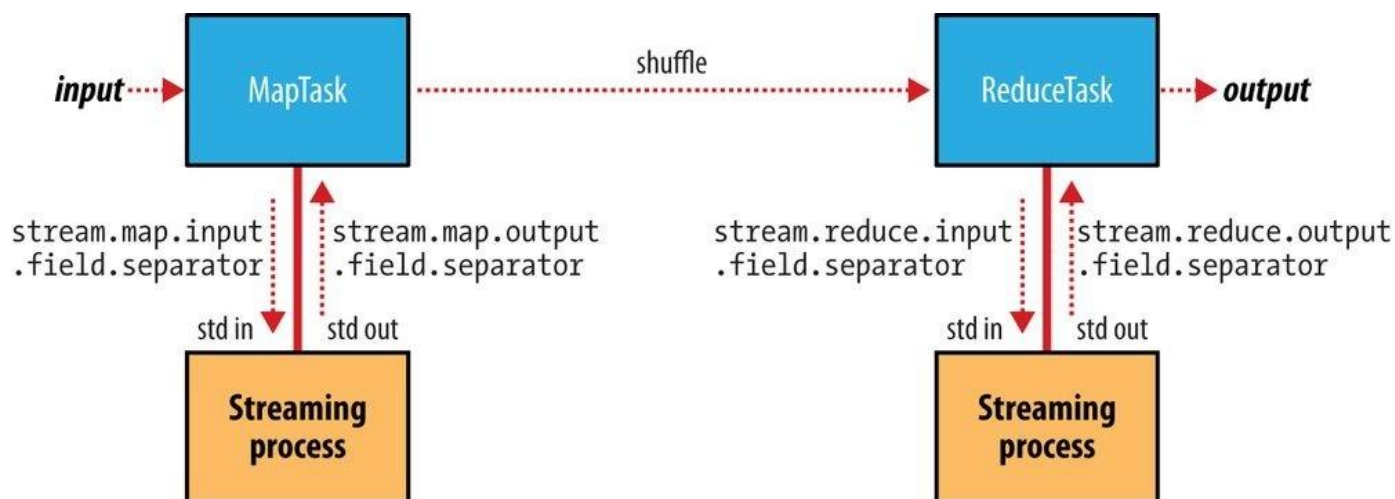 shuffle
input
MapTask
ReduceTask
output
stream.map.input
.field.separator
stream.map.output
.field.separator
stream.reduce.input
.field.separator
stream.reduce.output
.field.separator
std in
std out
std in
std out
Streaming
process
Streaming
process